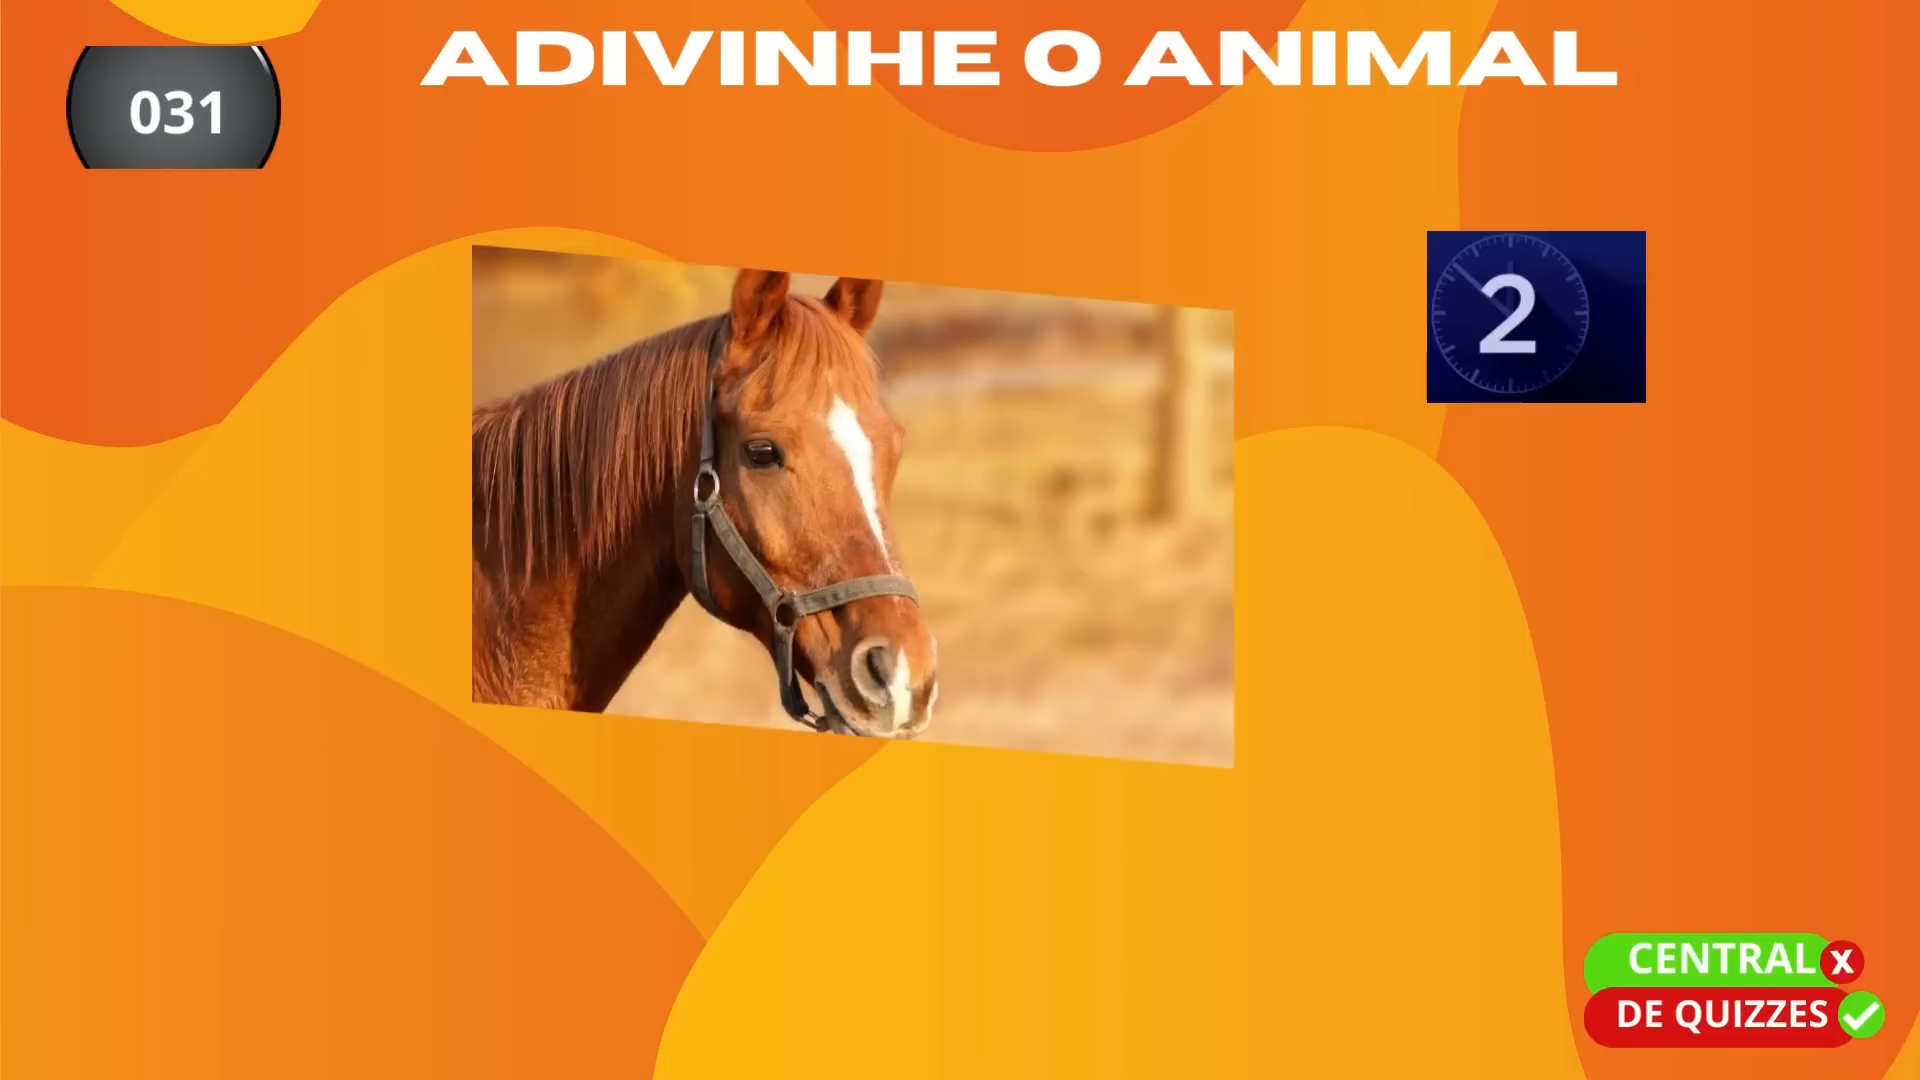 ADIVINHE O ANIMAL
031
2
CENTRAL X
DE QUIZZES